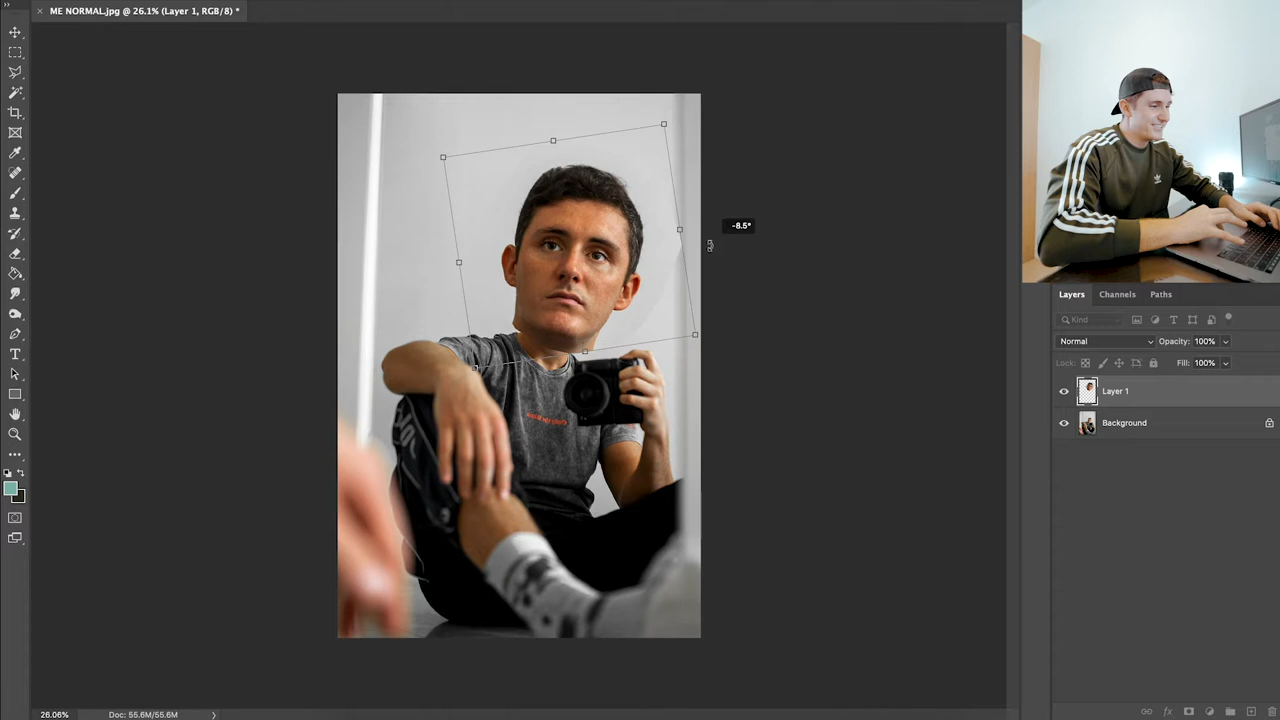 ME NORMAL.jpg @ 26.1% (Layer 1, RGB/8) *
-8.5°
Layers
Channels
Paths
Kind
Normal
Opacity: 100%
Lock:
Fill: 100%
Layer 1
Background
26.06%
Doc: 55.6M/55.6M